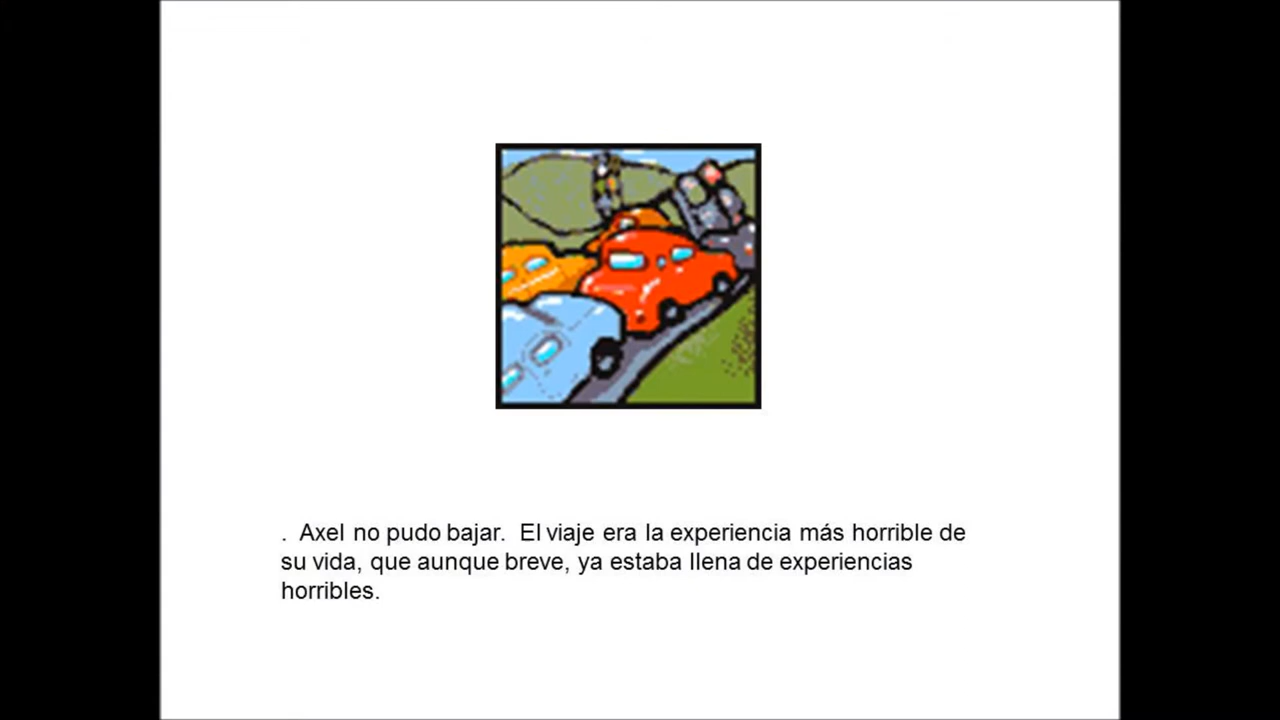 . Axel no pudo bajar. El viaje era la experiencia más horrible de
su vida, que aunque breve, ya estaba llena de experiencias
horribles.